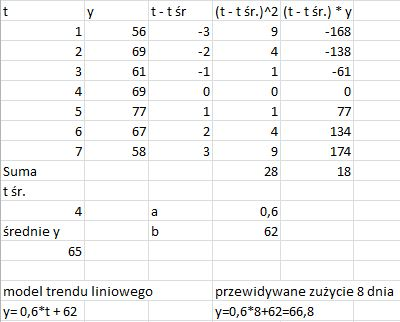 t y t - t śr (t - t śr.)^2 (t - t śr.) * y
1 56 -3 9 -168
2 69 -2 4 -138
3 61 -1 1 -61
4 69 0 0 0
5 77 1 1 77
6 67 2 4 134
7 58 3 9 174
Suma 28 18
t śr.
4 a 0,6
średnie y b 62
65
model trendu liniowego przewidywane zużycie 8 dnia
y= 0,6*t + 62 y=0,6*8+62=66,8